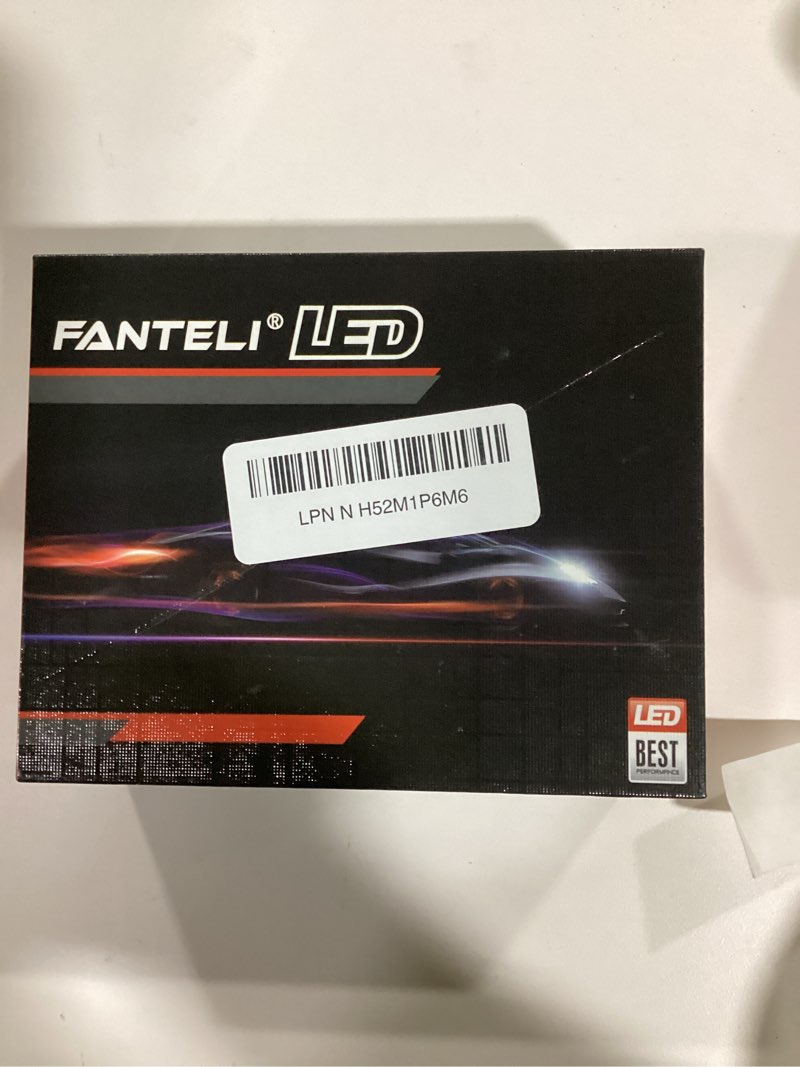 FANTELI® LED
LPN N H52M1P6M6
LED
BEST
PERFORMANCE